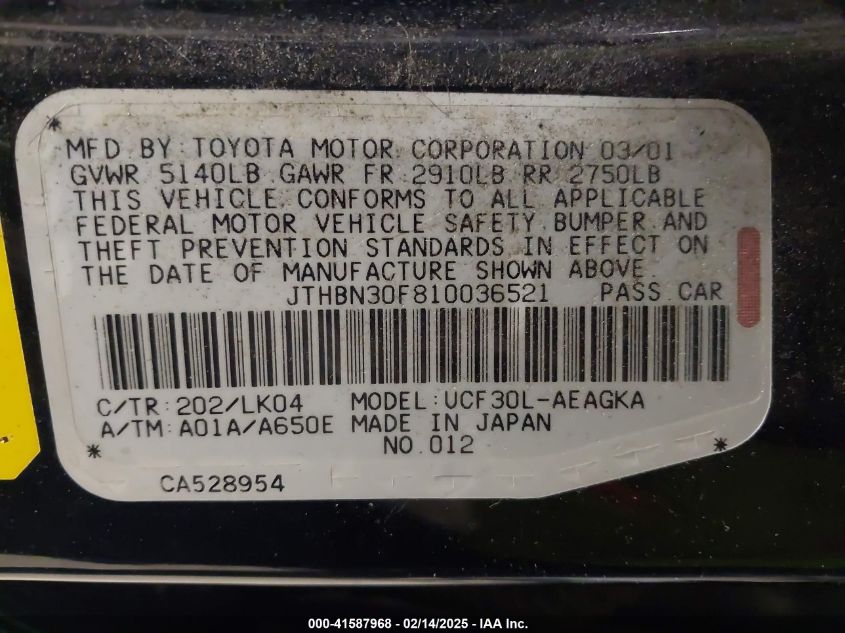 MFD BY: TOYOTA MOTOR CORPORATION 03/01
GVWR 5140LB GAWR FR 2910LB RR 2750LB
THIS VEHICLE CONFORMS TO ALL APPLICABLE
FEDERAL MOTOR VEHICLE SAFETY BUMPER AND
THEFT PREVENTION STANDARDS IN EFFECT ON
THE DATE OF MANUFACTURE SHOWN ABOVE
JTHBN30F810036521 PASS.CAR
C/TR:202/LK04 MODEL:UCF30L-AEAGKA
A/TM:A01A/A650E MADE IN JAPAN
NO.012
CA528954
000-41587968 - 02/14/2025 - IAA Inc.